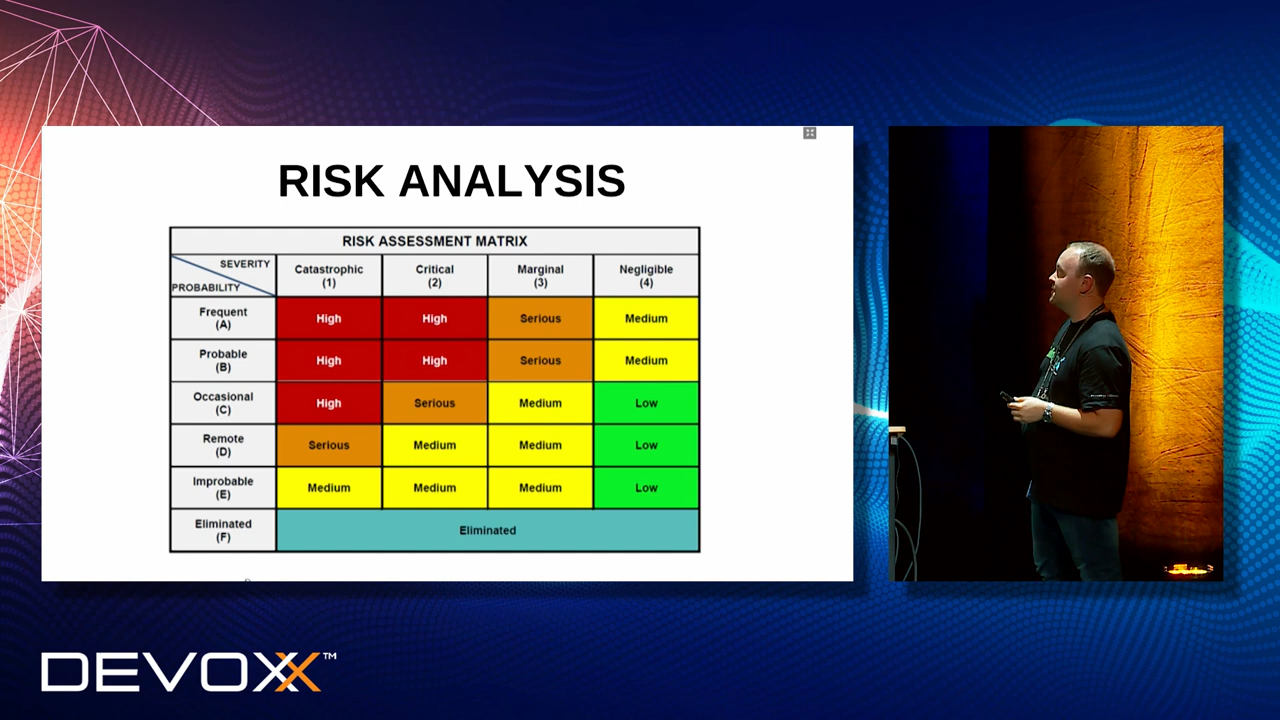 RISK ANALYSIS
RISK ASSESSMENT MATRIX
SEVERITY
PROBABILITY
Catastrophic
(1)
Critical
(2)
Marginal
(3)
Negligible
(4)
Frequent
(A)
High
High
Serious
Medium
Probable
(B)
High
High
Serious
Medium
Occasional
(C)
High
Serious
Medium
Low
Remote
(D)
Serious
Medium
Medium
Low
Improbable
(E)
Medium
Medium
Medium
Low
Eliminated
(F)
Eliminated
DEVOXX™